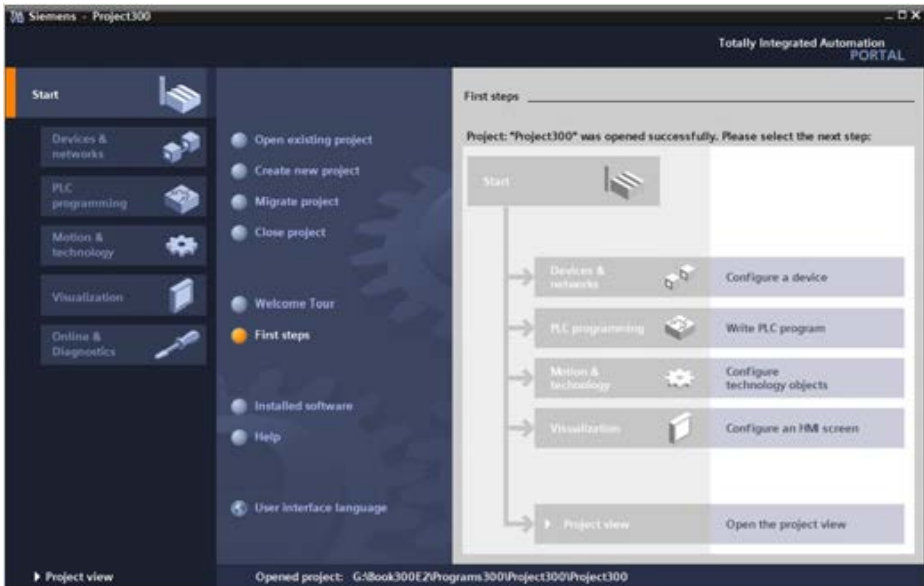 Siemens - Project300
Totally Integrated Automation
PORTAL
Start
Devices &
networks
PLC
programming
Motion &
technology
Visualization
Online &
Diagnostics
Open existing project
Create new project
Migrate project
Close project
Welcome Tour
First steps
Installed software
Help
User interface language
First steps
Project: "Project300" was opened successfully. Please select the next step:
Start
Devices &
networks
Configure a device
PLC programming
Write PLC program
Motion &
technology
Configure
technology objects
Visualization
Configure an HMI screen
Project view
Open the project view
Project view
Opened project: G:\Book300E2\Programs300\Project300\Project300